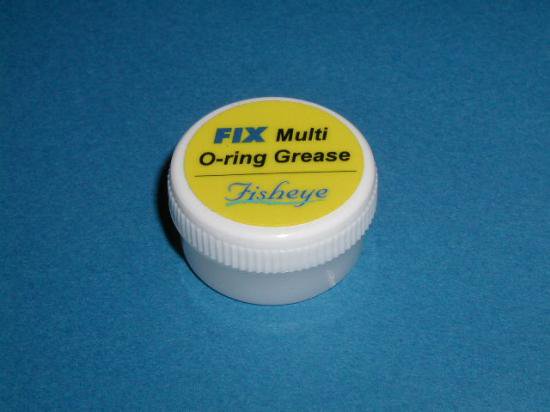 FIX Multi
O-ring Grease
Fisheye